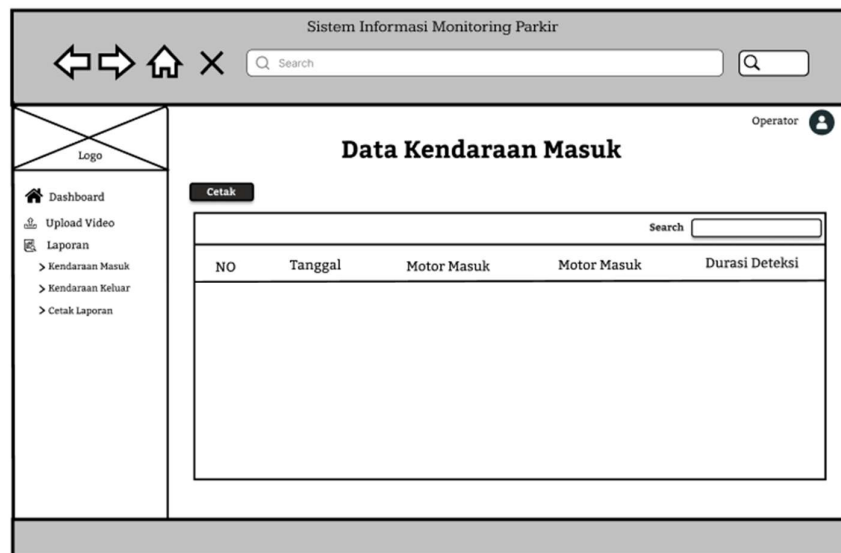 Sistem Informasi Monitoring Parkir
Search
Operator
Logo
Data Kendaraan Masuk
Dashboard
Upload Video
Laporan
Kendaraan Masuk
Kendaraan Keluar
Cetak Laporan
Cetak
Search
NO Tanggal Motor Masuk Motor Masuk Durasi Deteksi